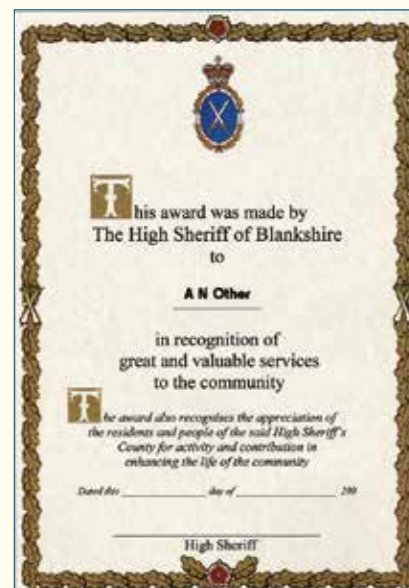 This award was made by
The High Sheriff of Blankshire
to
A N Other
in recognition of
great and valuable services
to the community
The award also recognises the appreciation of
the residents and people of the said High Sheriff's
County for activity and contribution in
enhancing the life of the community
Dated this ____________ day of ______________ 200
High Sheriff